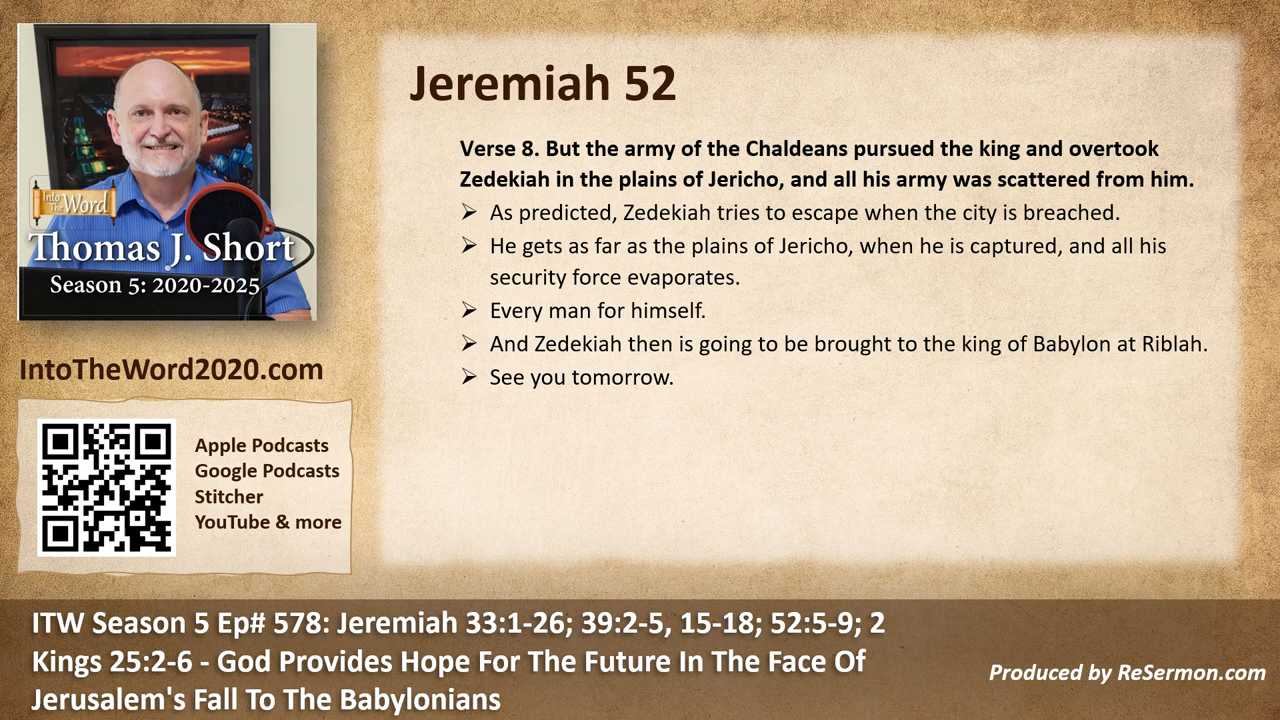 Into
The Word
Thomas J. Short
Season 5: 2020-2025
IntoTheWord2020.com
Apple Podcasts
Google Podcasts
Stitcher
YouTube & more
Jeremiah 52
Verse 8. But the army of the Chaldeans pursued the king and overtook
Zedekiah in the plains of Jericho, and all his army was scattered from him.
➢ As predicted, Zedekiah tries to escape when the city is breached.
➢ He gets as far as the plains of Jericho, when he is captured, and all his
security force evaporates.
➢ Every man for himself.
➢ And Zedekiah then is going to be brought to the king of Babylon at Riblah.
➢ See you tomorrow.
ITW Season 5 Ep# 578: Jeremiah 33:1-26; 39:2-5, 15-18; 52:5-9; 2
Kings 25:2-6 - God Provides Hope For The Future In The Face Of
Jerusalem's Fall To The Babylonians
Produced by ReSermon.com